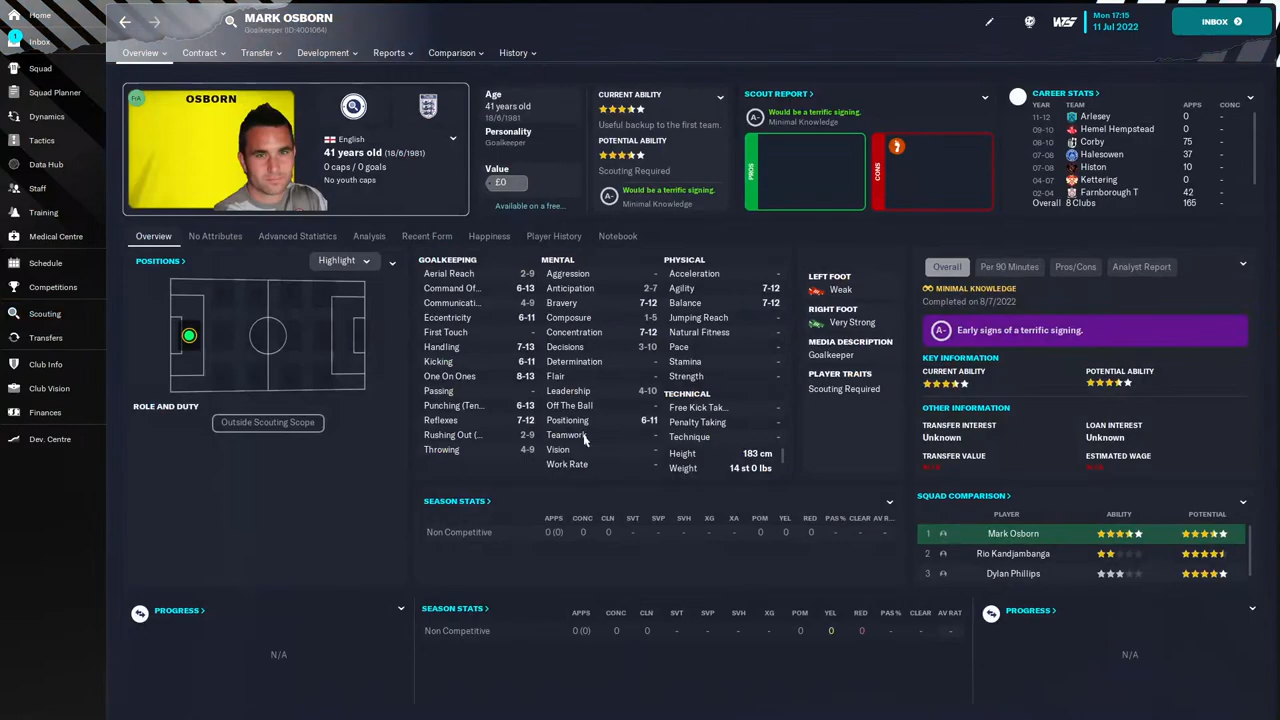 Home
1
Inbox
Squad
Squad Planner
Dynamics
Tactics
Data Hub
Staff
Training
Medical Centre
Schedule
Competitions
Scouting
Transfers
Club Info
Club Vision
Finances
Dev. Centre
MARK OSBORN
Goalkeeper (ID:4001064)
Mon 17:15
11 Jul 2022
INBOX
Overview Contract Transfer Development Reports Comparison History
FrA
OSBORN
English
41 years old (18/6/1981)
0 caps / 0 goals
No youth caps
Age
41 years old
18/6/1981
Personality
Goalkeeper
Value
£0
Available on a free...
CURRENT ABILITY
Useful backup to the first team.
POTENTIAL ABILITY
Scouting Required
A- Would be a terrific signing.
Minimal Knowledge
SCOUT REPORT >
A- Would be a terrific signing.
Minimal Knowledge
PROS
CONS
CAREER STATS >
YEAR TEAM APPS CONC
11-12 Arlesey 0 -
09-10 Hemel Hempstead 0 -
08-10 Corby 75 -
07-08 Halesowen 37 -
07-08 Histon 10 -
04-07 Kettering 0 -
02-04 Farnborough T 42 -
Overall 8 Clubs 165 -
Overview No Attributes Advanced Statistics Analysis Recent Form Happiness Player History Notebook
POSITIONS >
Highlight
ROLE AND DUTY
Outside Scouting Scope
GOALKEEPING
Aerial Reach 2-9
Command Of... 6-13
Communicati... 4-9
Eccentricity 6-11
First Touch -
Handling 7-13
Kicking 6-11
One On Ones 8-13
Passing -
Punching (Ten... 6-13
Reflexes 7-12
Rushing Out (... 2-9
Throwing 4-9
MENTAL
Aggression -
Anticipation 2-7
Bravery 7-12
Composure 1-5
Concentration 7-12
Decisions 3-10
Determination -
Flair -
Leadership 4-10
Off The Ball -
Positioning 6-11
Teamwork -
Vision -
Work Rate -
PHYSICAL
Acceleration -
Agility 7-12
Balance 7-12
Jumping Reach -
Natural Fitness -
Pace -
Stamina -
Strength -
TECHNICAL
Free Kick Tak... -
Penalty Taking -
Technique -
Height 183 cm
Weight 14 st 0 lbs
LEFT FOOT
Weak
RIGHT FOOT
Very Strong
MEDIA DESCRIPTION
Goalkeeper
PLAYER TRAITS
Scouting Required
Overall Per 90 Minutes Pros/Cons Analyst Report
MINIMAL KNOWLEDGE
Completed on 8/7/2022
A- Early signs of a terrific signing.
KEY INFORMATION
CURRENT ABILITY POTENTIAL ABILITY
OTHER INFORMATION
TRANSFER INTEREST LOAN INTEREST
Unknown Unknown
TRANSFER VALUE ESTIMATED WAGE
SQUAD COMPARISON >
PLAYER ABILITY POTENTIAL
1 Mark Osborn
2 Rio Kandjambanga
3 Dylan Phillips
SEASON STATS >
APPS CONC CLN SVT SVP SVH XG XA POM YEL RED PAS % CLEAR AV R...
Non Competitive 0 (0) 0 0 - - - - - 0 0 0 - - -
PROGRESS >
N/A
SEASON STATS >
APPS CONC CLN SVT SVP SVH XG POM YEL RED PAS % CLEAR AV RAT
Non Competitive 0 (0) 0 0 - - - - 0 0 0 - - -
PROGRESS >
N/A